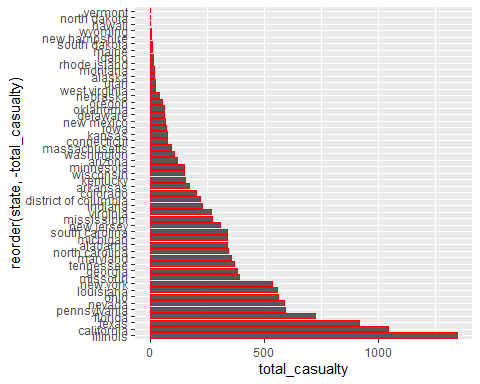 vermont
north dakota
hawaii
wyoming
new hampshire
south dakota
maine
idaho
rhode island
montana
alaska
utah
west virginia
nebraska
oregon
oklahoma
delaware
new mexico
iowa
kansas
connecticut
massachusetts
washington
arizona
minnesota
wisconsin
kentucky
arkansas
colorado
district of columbia
indiana
virginia
mississippi
new jersey
south carolina
michigan
alabama
north carolina
maryland
tennessee
georgia
missouri
new york
louisiana
ohio
nevada
pennsylvania
florida
texas
california
illinois
reorder(state, -total_casualty)
0
500
1000
total_casualty